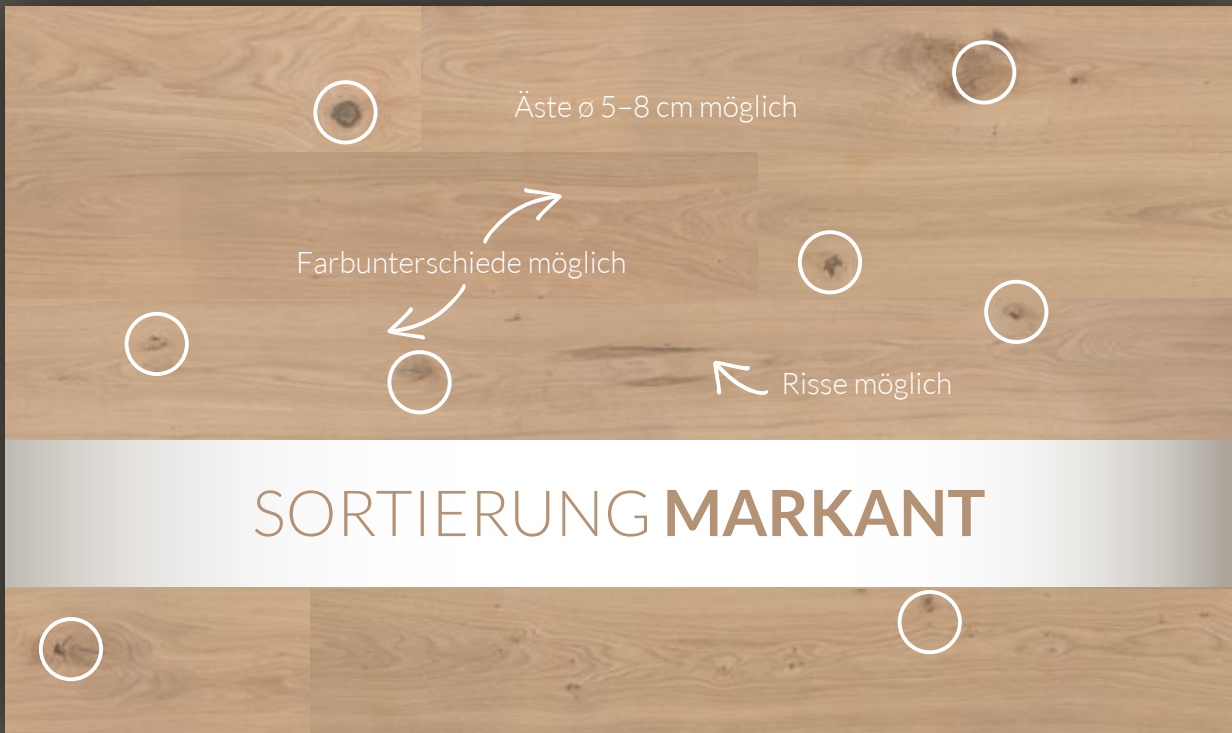 Äste ø 5–8 cm möglich
Farbunterschiede möglich
Risse möglich
SORTIERUNG MARKANT